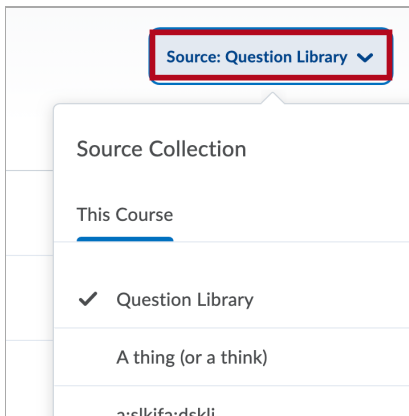 Source: Question Library
Source Collection
This Course
Question Library
A thing (or a think)